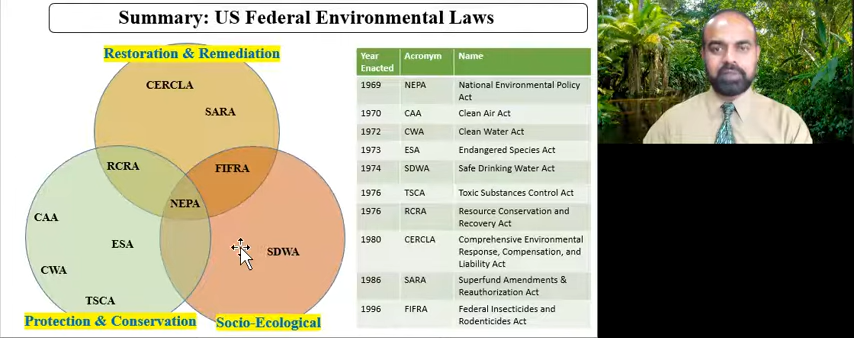 Summary: US Federal Environmental Laws
Restoration & Remediation
CERCLA
SARA
RCRA
FIFRA
NEPA
CAA
ESA
CWA
TSCA
SDWA
Protection & Conservation
Socio-Ecological
Year Enacted Acronym Name
1969 NEPA National Environmental Policy Act
1970 CAA Clean Air Act
1972 CWA Clean Water Act
1973 ESA Endangered Species Act
1974 SDWA Safe Drinking Water Act
1976 TSCA Toxic Substances Control Act
1976 RCRA Resource Conservation and Recovery Act
1980 CERCLA Comprehensive Environmental Response, Compensation, and Liability Act
1986 SARA Superfund Amendments & Reauthorization Act
1996 FIFRA Federal Insecticides and Rodenticides Act